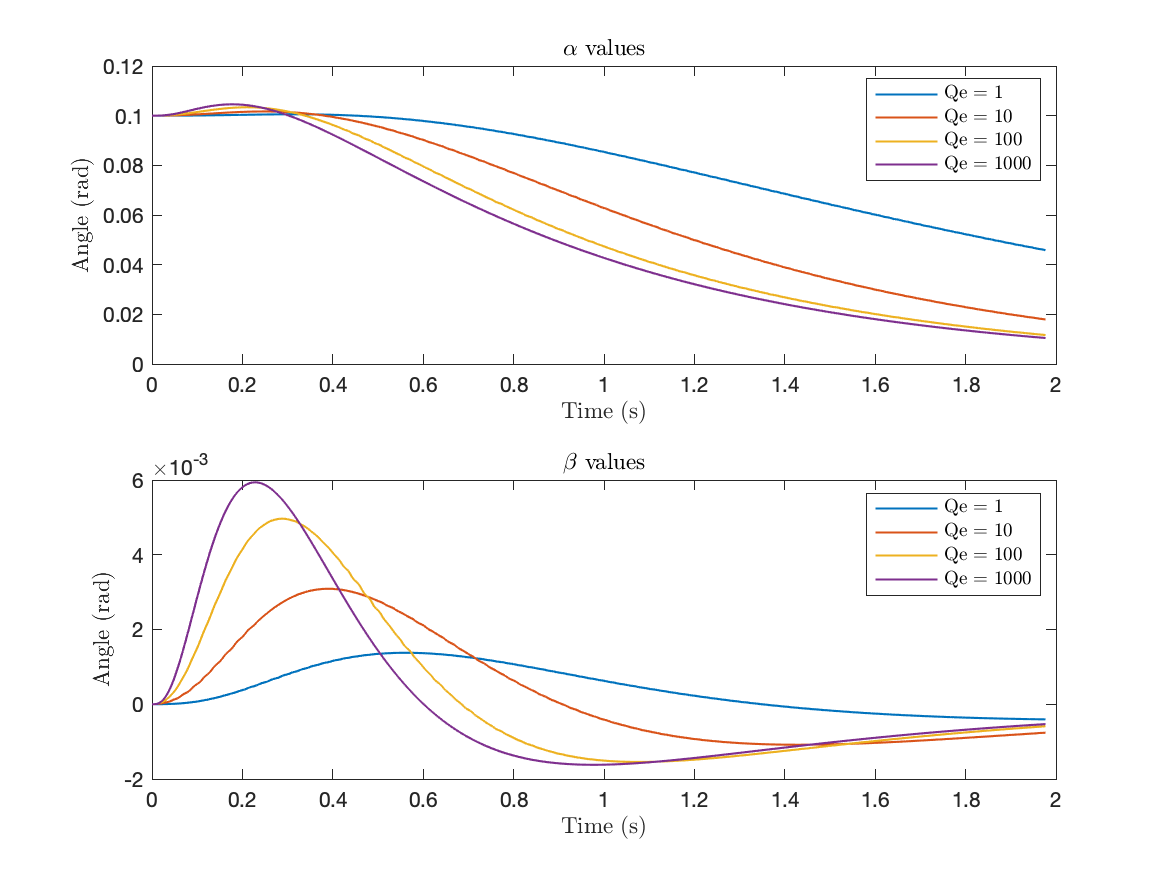 α values
0.12
0.1
0.08
0.06
0.04
0.02
0
Angle (rad)
Qe = 1
Qe = 10
Qe = 100
Qe = 1000
0 0.2 0.4 0.6 0.8 1 1.2 1.4 1.6 1.8 2
Time (s)
β values
×10-3
6
4
2
0
-2
Angle (rad)
Qe = 1
Qe = 10
Qe = 100
Qe = 1000
0 0.2 0.4 0.6 0.8 1 1.2 1.4 1.6 1.8 2
Time (s)